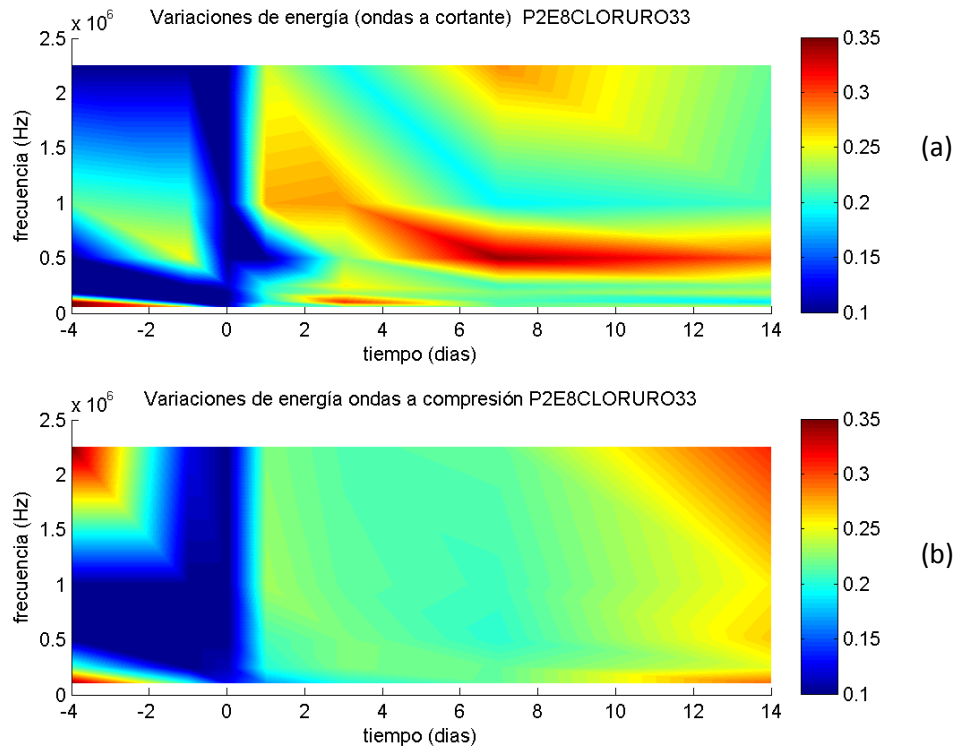 Variaciones de energía (ondas a cortante) P2E8CLORURO33
x 10^6
2.5
2
1.5
1
0.5
0
frecuencia (Hz)
-4 -2 0 2 4 6 8 10 12 14
tiempo (dias)
0.35
0.3
0.25
0.2
0.15
0.1
(a)
Variaciones de energía ondas a compresión P2E8CLORURO33
x 10^6
2.5
2
1.5
1
0.5
0
frecuencia (Hz)
-4 -2 0 2 4 6 8 10 12 14
tiempo (dias)
0.35
0.3
0.25
0.2
0.15
0.1
(b)